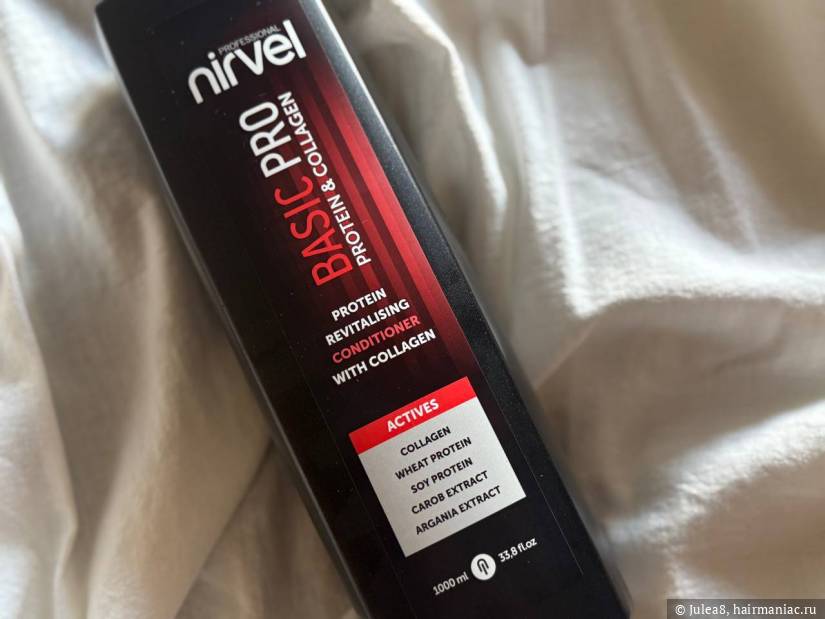 PROFESSIONAL
nirvel
BASIC PRO
PROTEIN & COLLAGEN
PROTEIN
REVITALISING
CONDITIONER
WITH COLLAGEN
ACTIVES
COLLAGEN
WHEAT PROTEIN
SOY PROTEIN
CAROB EXTRACT
ARGANIA EXTRACT
1000 ml 33,8 fl.oz
© Julea8, hairmaniac.ru